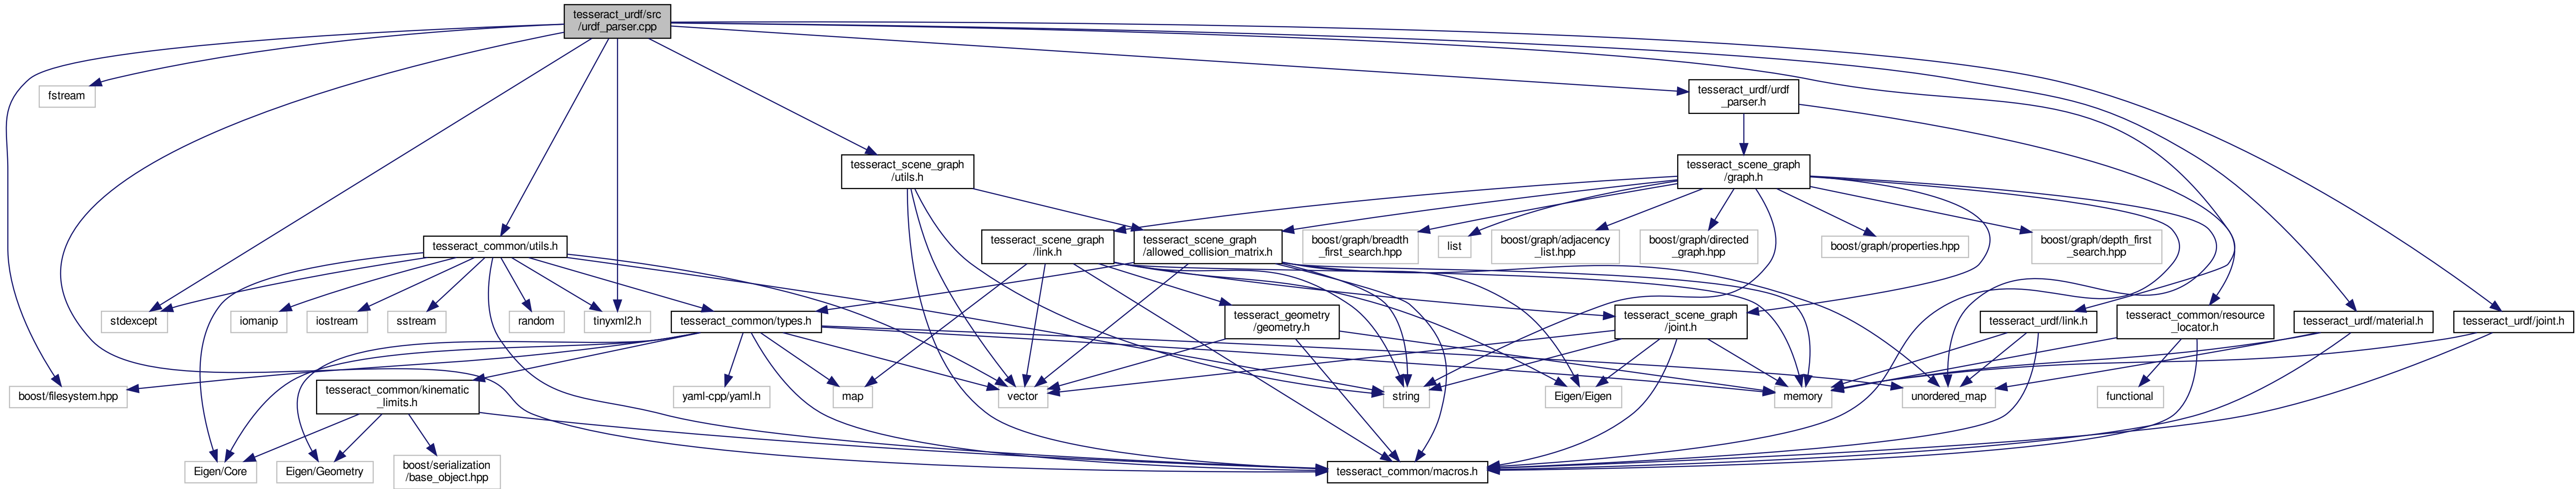 tesseract_urdf/src
/urdf_parser.cpp
fstream
tesseract_urdf/urdf
_parser.h
tesseract_scene_graph
/utils.h
tesseract_scene_graph
/graph.h
tesseract_common/utils.h
tesseract_scene_graph
/link.h
tesseract_scene_graph
/allowed_collision_matrix.h
boost/graph/breadth
_first_search.hpp
list
boost/graph/adjacency
_list.hpp
boost/graph/directed
_graph.hpp
boost/graph/properties.hpp
boost/graph/depth_first
_search.hpp
stdexcept
iomanip
iostream
sstream
random
tinyxml2.h
tesseract_common/types.h
tesseract_geometry
/geometry.h
tesseract_scene_graph
/joint.h
tesseract_urdf/link.h
tesseract_common/resource
_locator.h
tesseract_urdf/material.h
tesseract_urdf/joint.h
boost/filesystem.hpp
tesseract_common/kinematic
_limits.h
yaml-cpp/yaml.h
map
vector
string
Eigen/Eigen
memory
unordered_map
functional
Eigen/Core
Eigen/Geometry
boost/serialization
/base_object.hpp
tesseract_common/macros.h